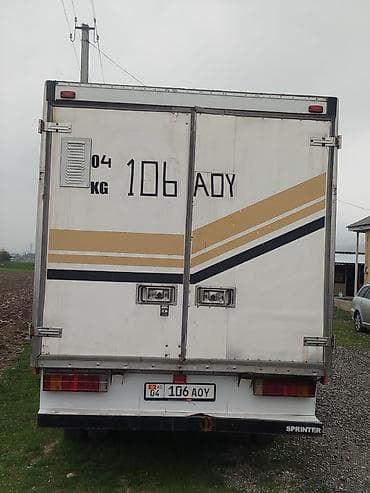 04
KG
106 AOY
04 KG 106 AOY
SPRINTER